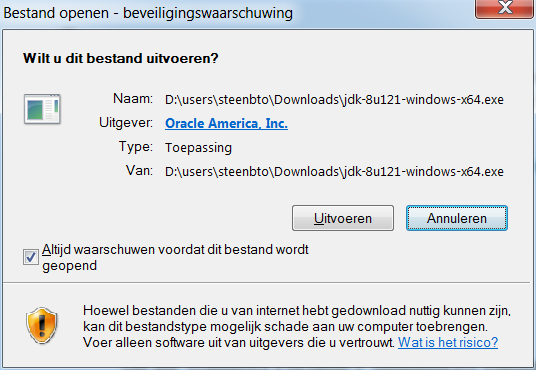 Bestand openen - beveiligingswaarschuwing
Wilt u dit bestand uitvoeren?
Naam: D:\users\steenbto\Downloads\jdk-8u121-windows-x64.exe
Uitgever: Oracle America, Inc.
Type: Toepassing
Van: D:\users\steenbto\Downloads\jdk-8u121-windows-x64.exe
Uitvoeren Annuleren
Altijd waarschuwen voordat dit bestand wordt
geopend
Hoewel bestanden die u van internet hebt gedownload nuttig kunnen zijn,
kan dit bestandstype mogelijk schade aan uw computer toebrengen.
Voer alleen software uit van uitgevers die u vertrouwt. Wat is het risico?